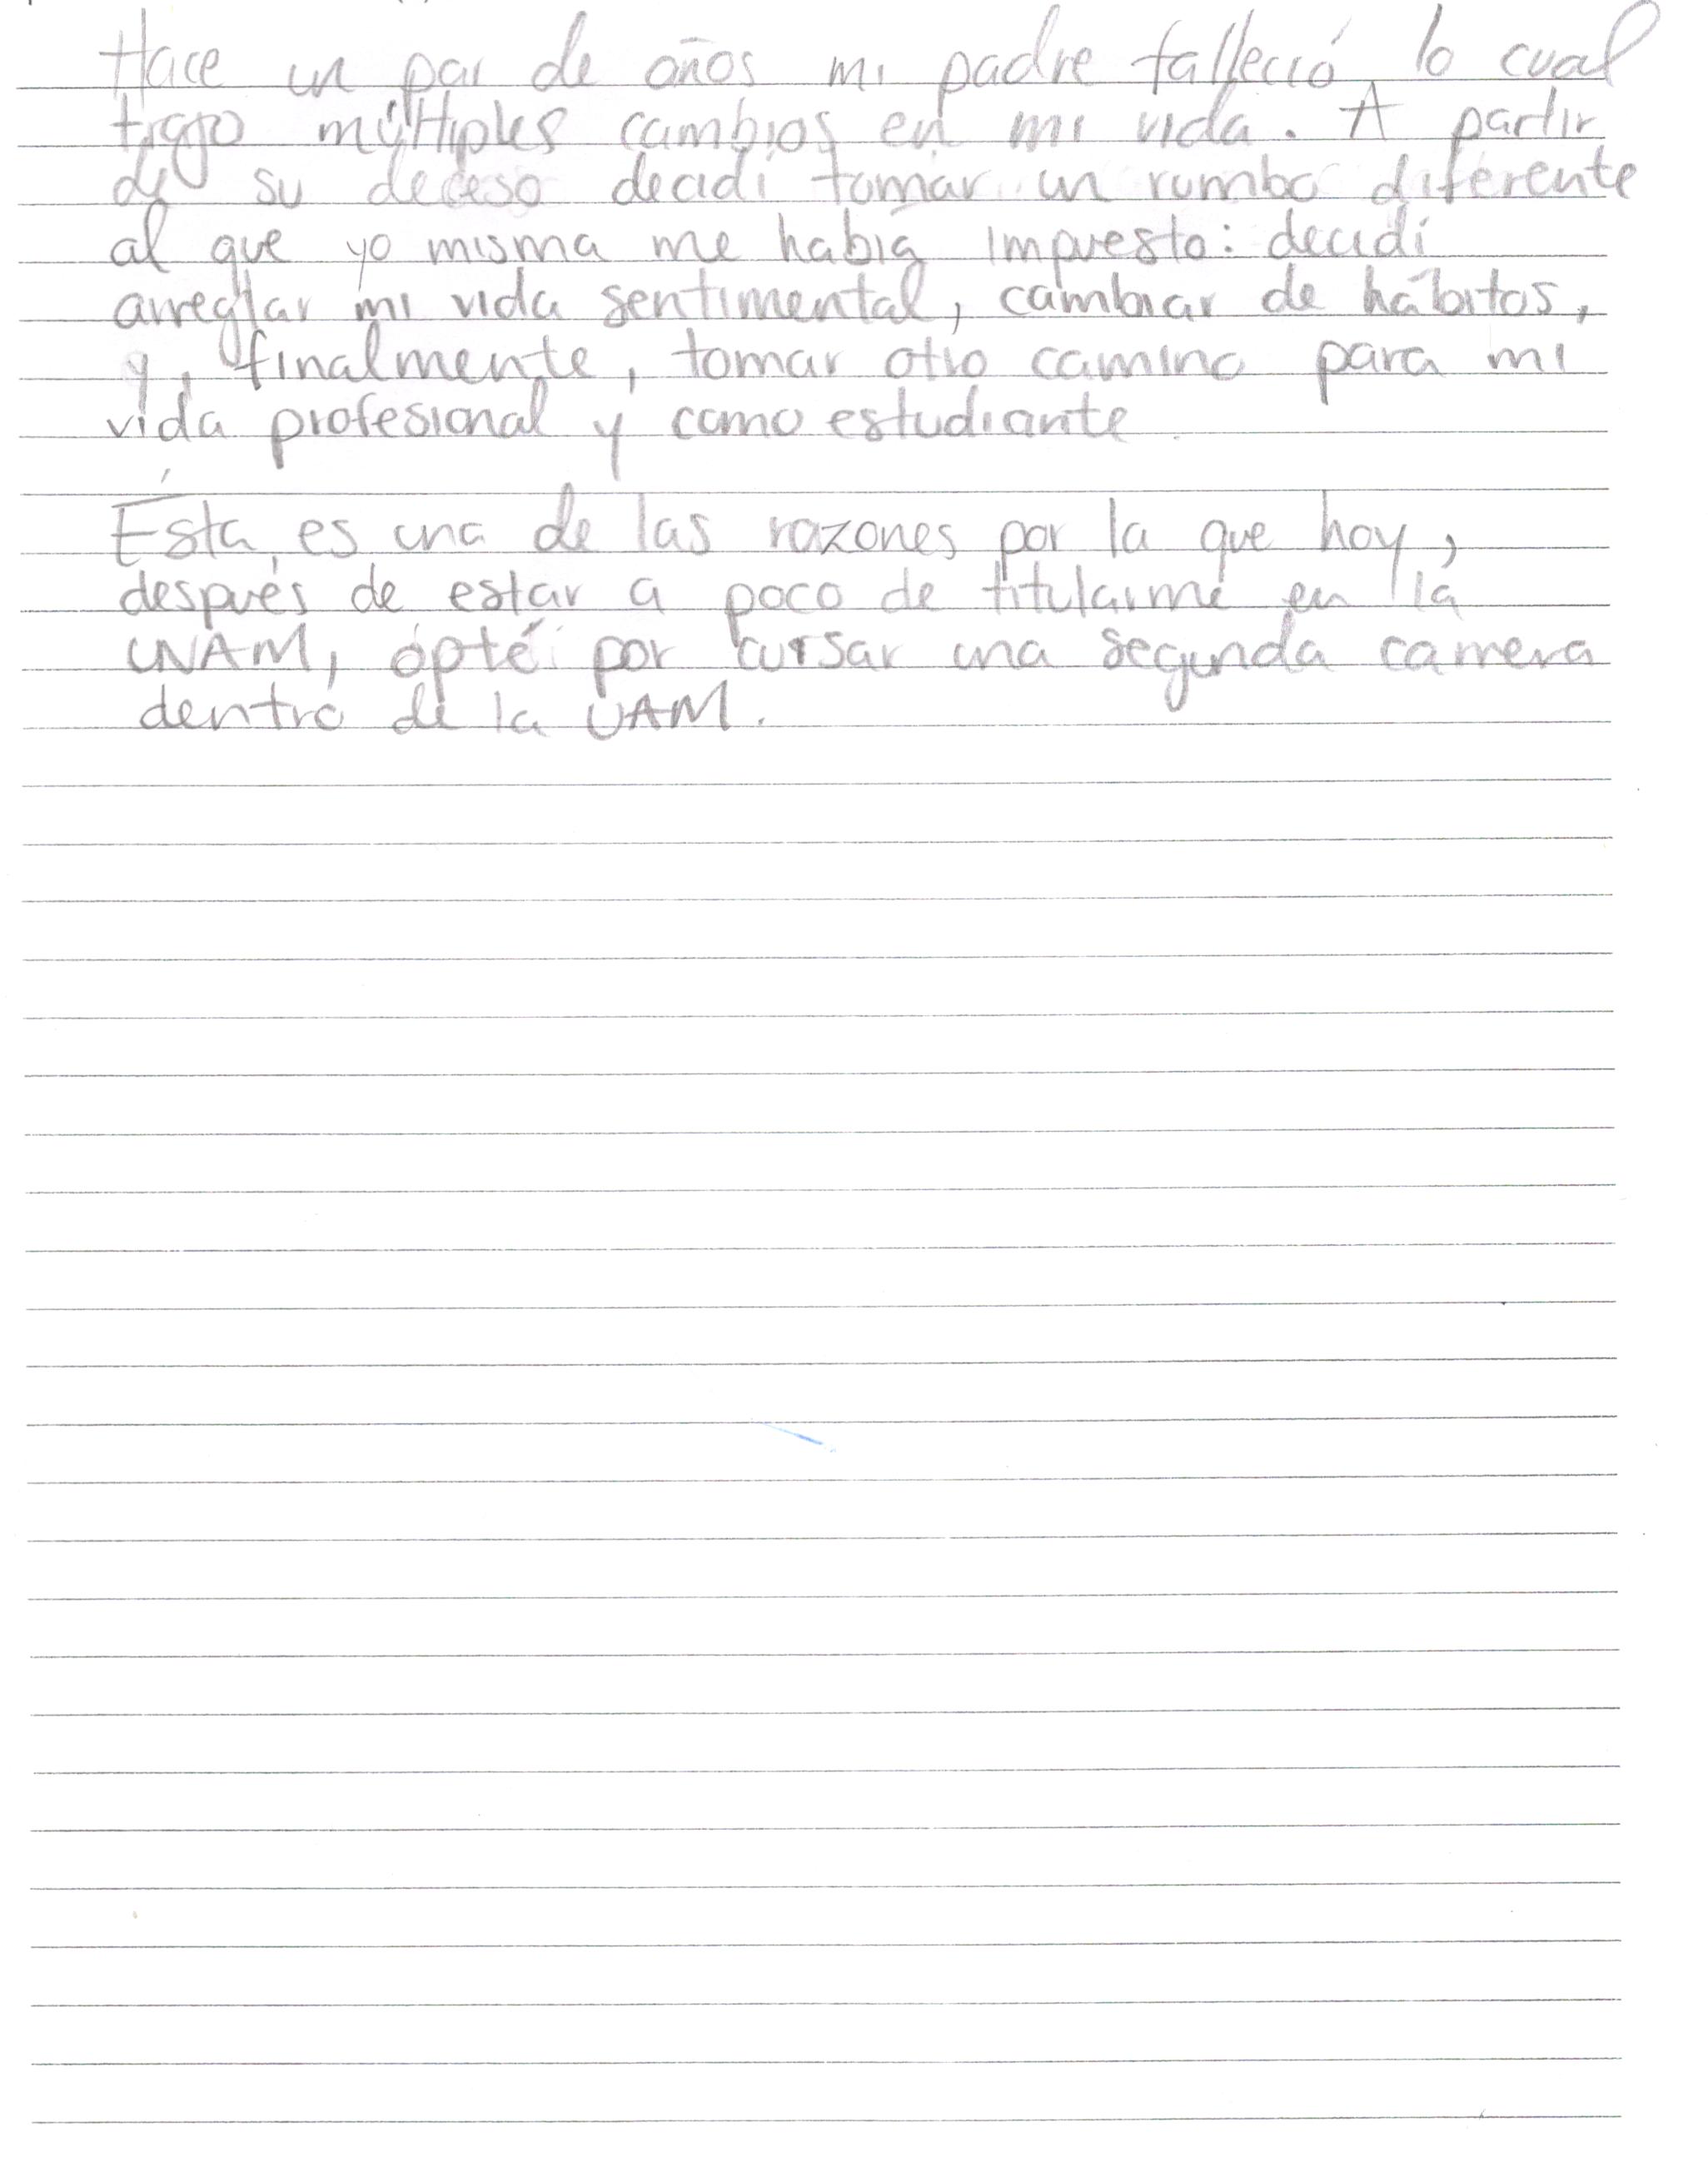 Hace un par de años mi padre falleció, lo cual
trajo múltiples cambios en mi vida. A partir
de su deceso decidí tomar un rumbo diferente
al que yo misma me había impuesto: decidí
arreglar mi vida sentimental, cambiar de hábitos,
y, finalmente, tomar otro camino para mi
vida profesional y como estudiante.
Ésta es una de las razones por la que hoy,
después de estar a poco de titularme en la
UNAM, opté por cursar una segunda carrera
dentro de la UAM.